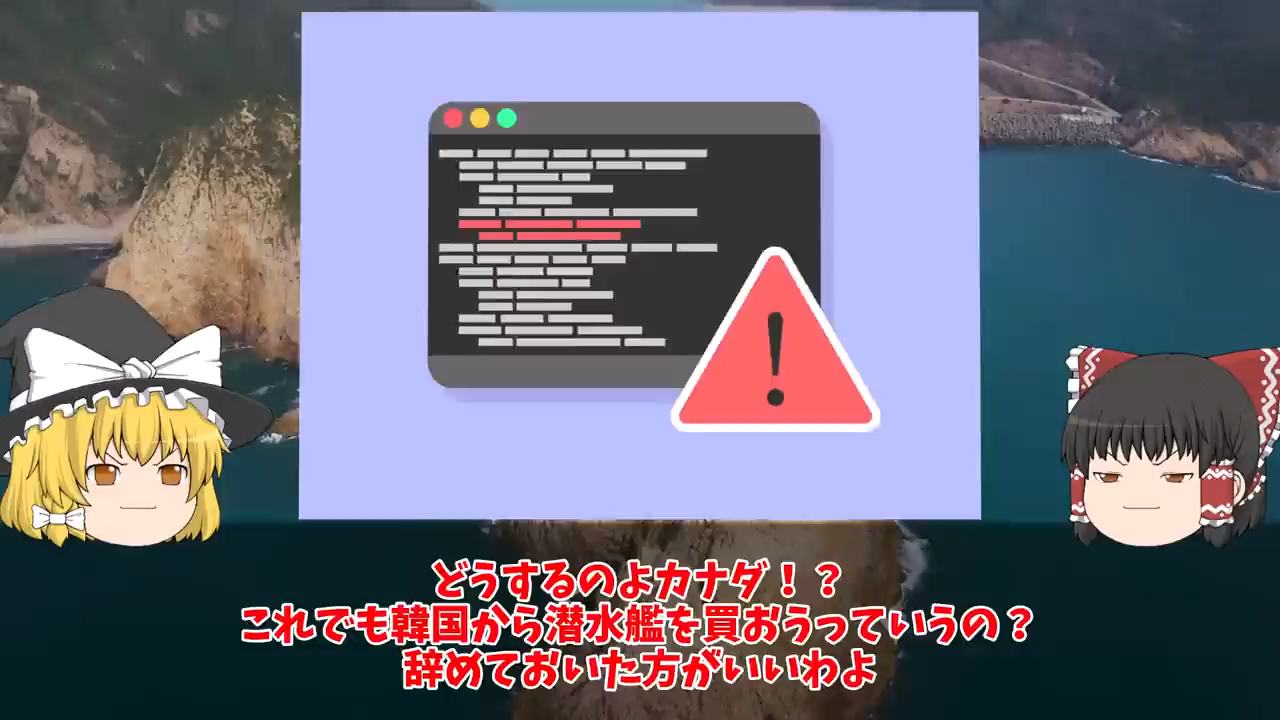 どうするのよカナダ！？
これでも韓国から潜水艦を買おうっていうの？
辞めておいた方がいいわよ